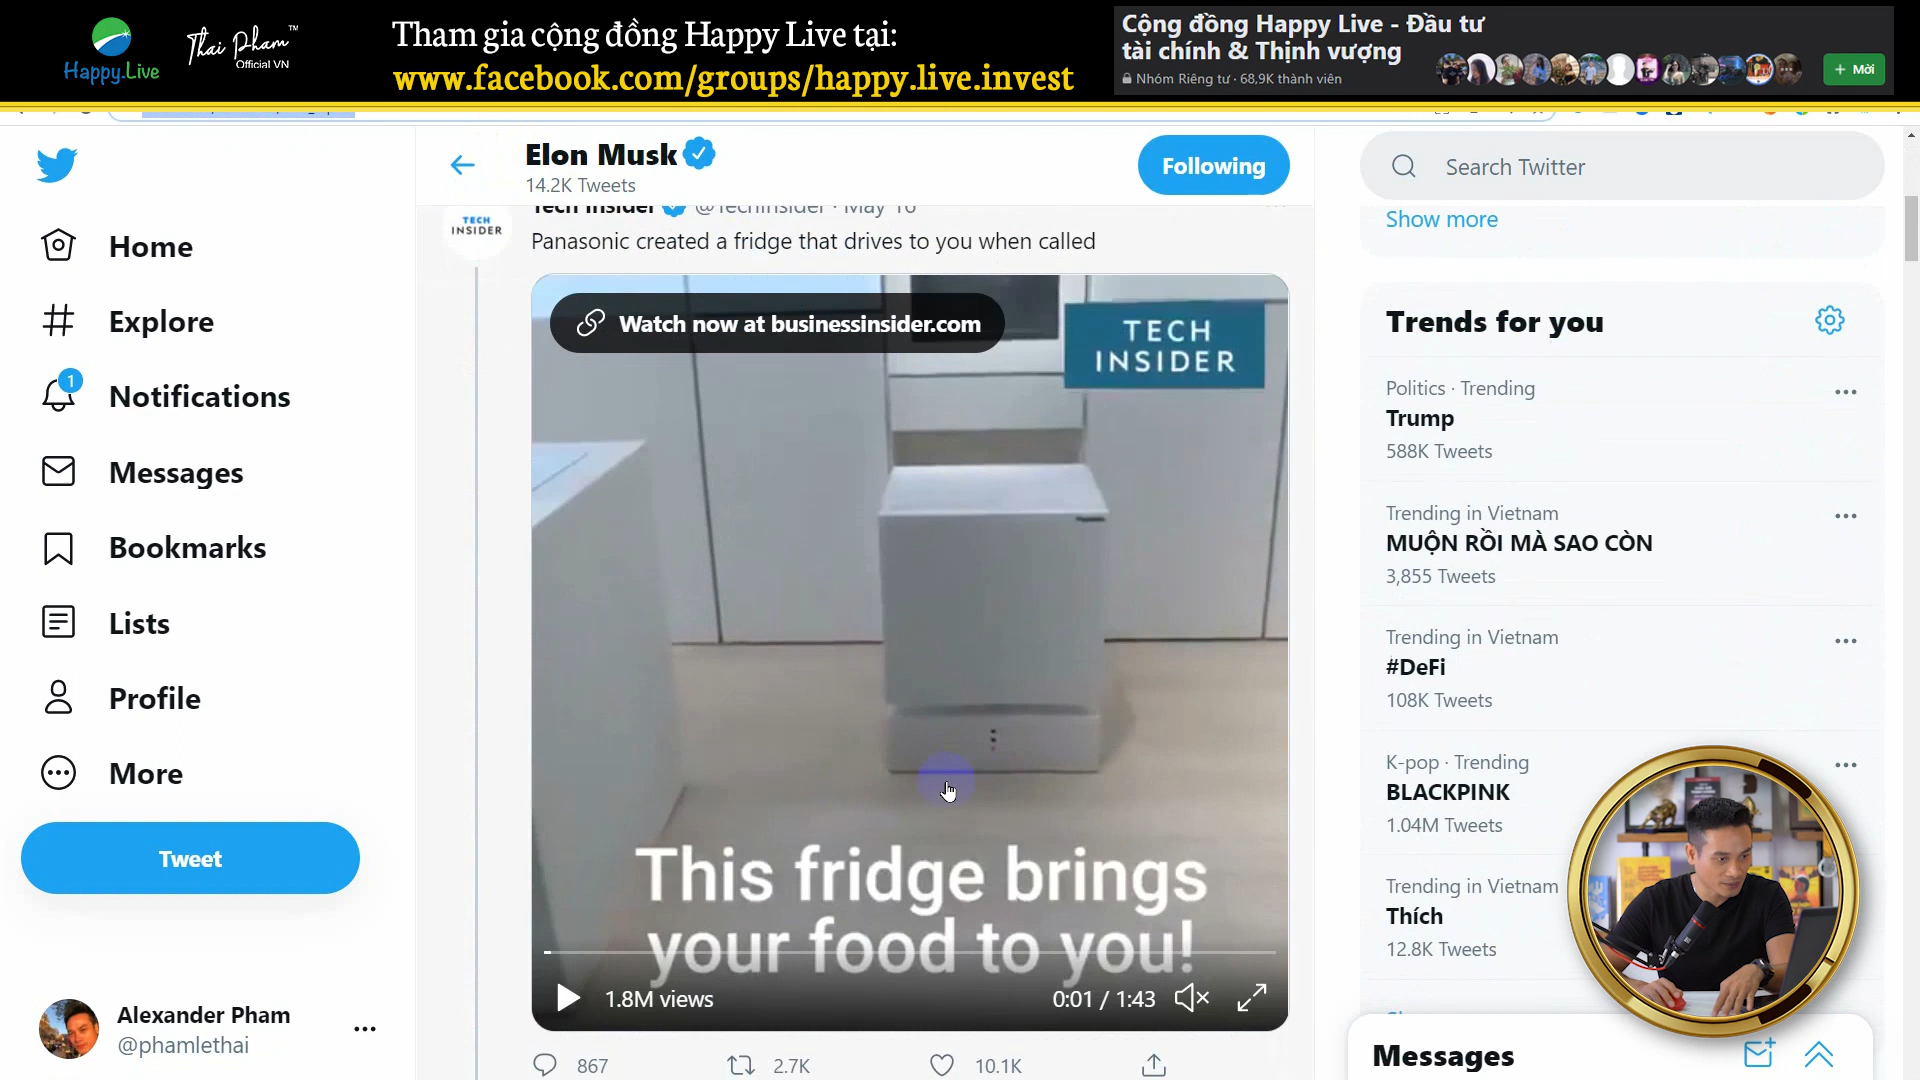 Happy.Live
Thai Pham™
Official VN
Tham gia cộng đồng Happy Live tại:
www.facebook.com/groups/happy.live.invest
Cộng đồng Happy Live - Đầu tư
tài chính & Thịnh vượng
Nhóm Riêng tư · 68,9K thành viên
+ Mời
Elon Musk
14.2K Tweets
Following
Search Twitter
Home
Explore
1
Notifications
Messages
Bookmarks
Lists
Profile
More
Tweet
Alexander Pham
@phamlethai
TECH
INSIDER
Tech Insider @TechInsider · May 16
Panasonic created a fridge that drives to you when called
Watch now at businessinsider.com
TECH
INSIDER
This fridge brings
your food to you!
1.8M views
0:01 / 1:43
867
2.7K
10.1K
Show more
Trends for you
Politics · Trending
Trump
588K Tweets
Trending in Vietnam
MUỘN RỒI MÀ SAO CÒN
3,855 Tweets
Trending in Vietnam
#DeFi
108K Tweets
K-pop · Trending
BLACKPINK
1.04M Tweets
Trending in Vietnam
Thích
12.8K Tweets
Messages